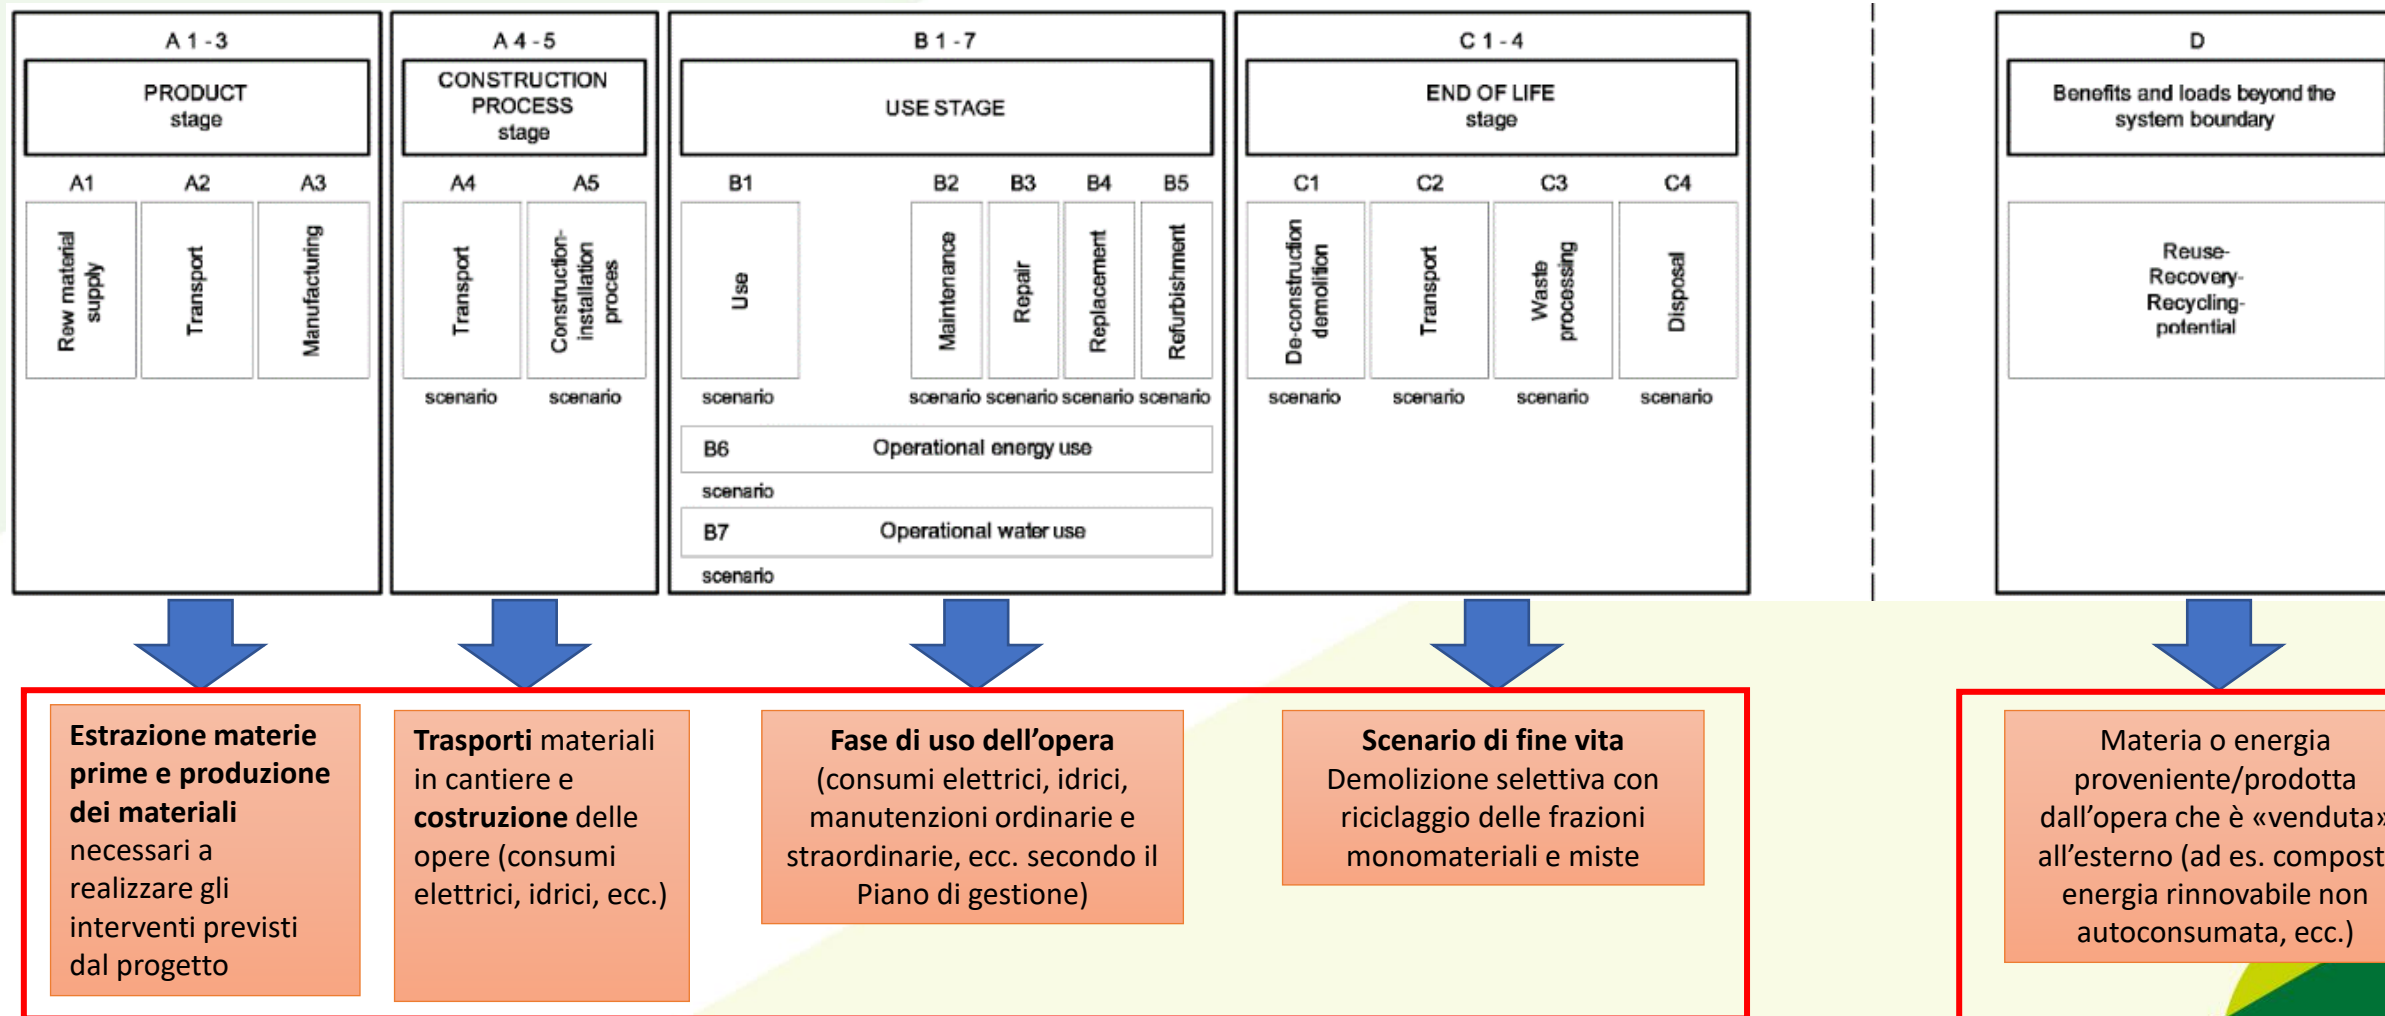 A 1 - 3
PRODUCT
stage
A1
A2
A3
Rew material
supply
Transport
Manufacturing
A 4 - 5
CONSTRUCTION
PROCESS
stage
A4
A5
Transport
Construction-
installation
proces
scenario
scenario
B 1 - 7
USE STAGE
B1
B2
B3
B4
B5
Use
Maintenance
Repair
Replacement
Refurbishment
scenario
scenario
scenario
scenario
scenario
B6
Operational energy use
scenario
B7
Operational water use
scenario
C 1 - 4
END OF LIFE
stage
C1
C2
C3
C4
De-construction
demolition
Transport
Waste
processing
Disposal
scenario
scenario
scenario
scenario
D
Benefits and loads beyond the
system boundary
Reuse-
Recovery-
Recycling-
potential
Estrazione materie
prime e produzione
dei materiali
necessari a
realizzare gli
interventi previsti
dal progetto
Trasporti materiali
in cantiere e
costruzione delle
opere (consumi
elettrici, idrici, ecc.)
Fase di uso dell’opera
(consumi elettrici, idrici,
manutenzioni ordinarie e
straordinarie, ecc. secondo il
Piano di gestione)
Scenario di fine vita
Demolizione selettiva con
riciclaggio delle frazioni
monomateriali e miste
Materia o energia
proveniente/prodotta
dall’opera che è «venduta»
all’esterno (ad es. compost
energia rinnovabile non
autoconsumata, ecc.)